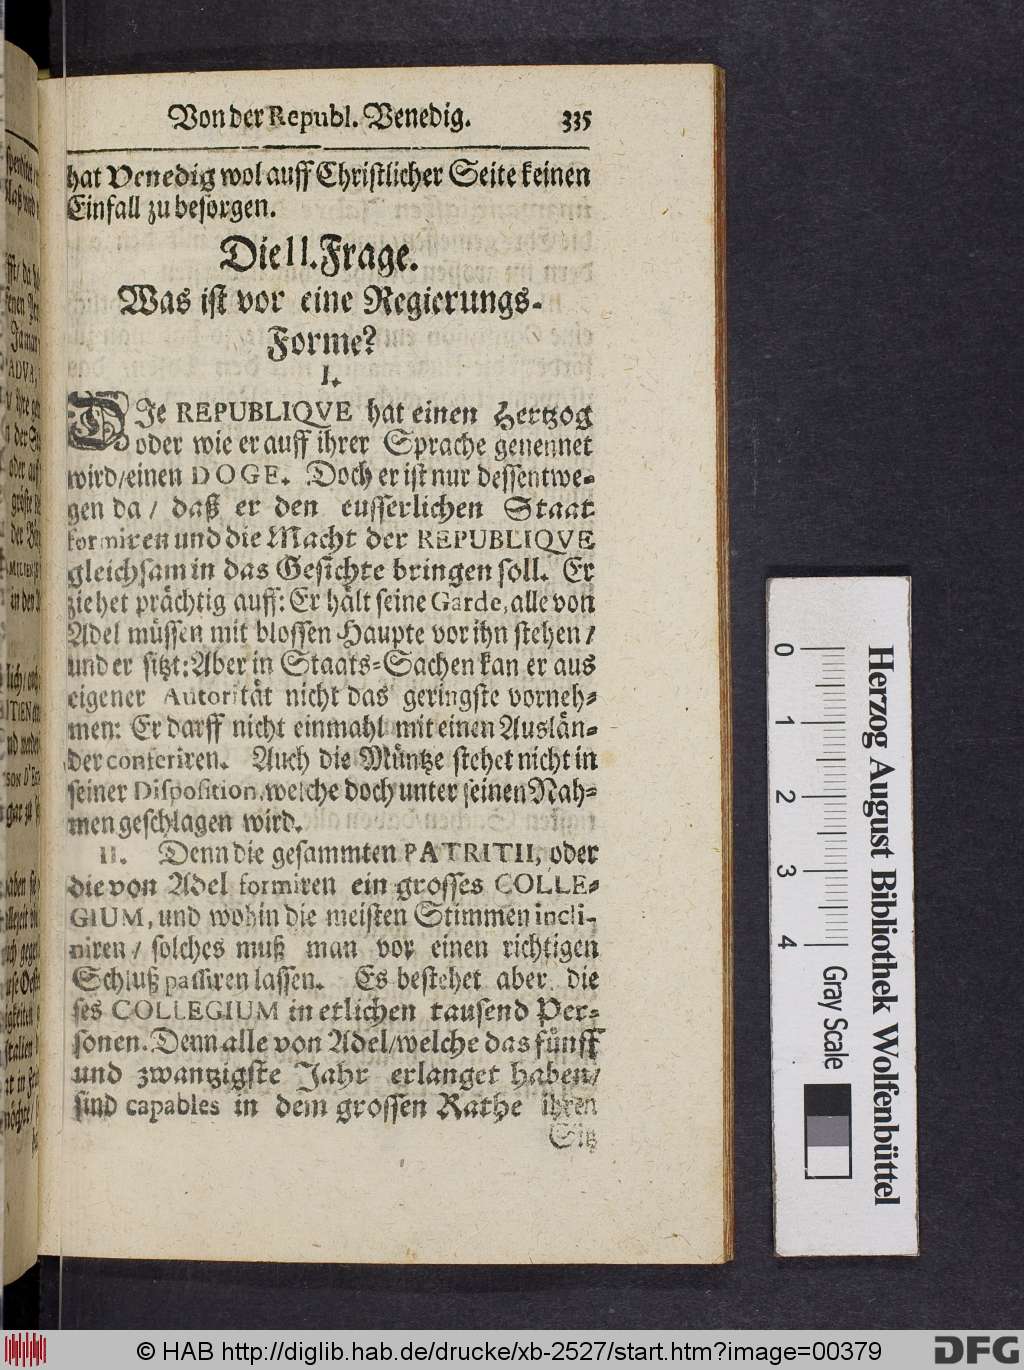 Von der Republ. Venedig. 335
hat Venedig wol auff Christlicher Seite keinen
Einfall zu besorgen.
Die II. Frage.
Was ist vor eine Regierungs-
Forme?
I.
DIe REPUBLIQVE hat einen Hertzog
oder wie er auff ihrer Sprache genennet
wird/einen DOGE. Doch er ist nur dessentwe-
gen da/ daß er den eusserlichen Staat
formiren und die Macht der REPUBLIQVE
gleichsam in das Gesichte bringen soll. Er
ziehet prächtig auff: Er hält seine Garde, alle von
Adel müssen mit blossen Haupte vor ihn stehen/
und er sitzt: Aber in Staats-Sachen kan er aus
eigener Autorität nicht das geringste vorneh-
men: Er darff nicht einmahl mit einen Auslän-
der conferiren. Auch die Müntze stehet nicht in
seiner Disposition, welche doch unter seinen Nah-
men geschlagen wird.
II. Denn die gesammten PATRITII, oder
die von Adel formiren ein grosses COLLE-
GIUM, und wohin die meisten Stimmen incli-
niren/ solches muß man vor einen richtigen
Schluß passiren lassen. Es bestehet aber die
ses COLLEGIUM in etlichen tausend Per-
sonen. Denn alle von Adel/welche das fünff
und zwantzigste Jahr erlanget haben/
sind capables in dem grossen Rathe ihren
Sitz
0 1 2 3 4
Gray Scale
Herzog August Bibliothek Wolfenbüttel
© HAB http://diglib.hab.de/drucke/xb-2527/start.htm?image=00379
DFG